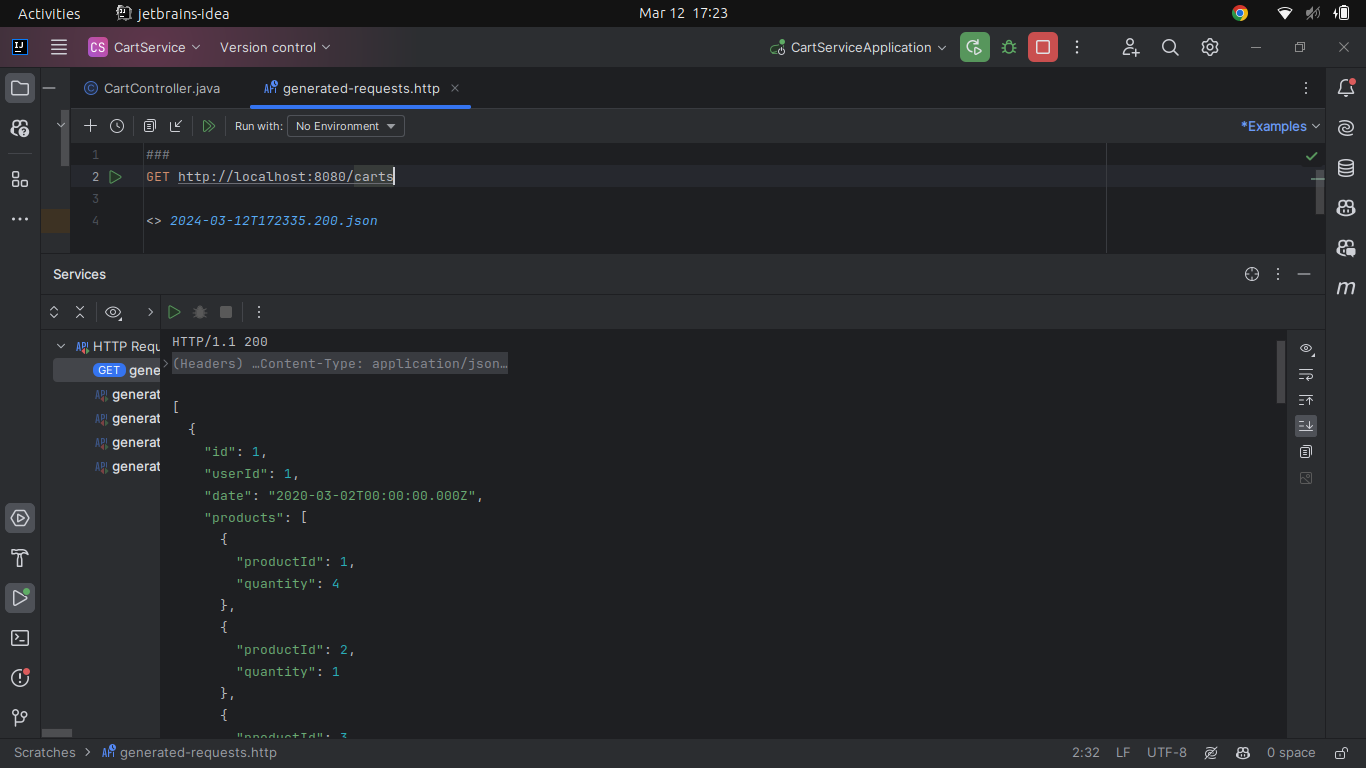 Activities jetbrains-idea Mar 12 17:23
CS CartService Version control CartServiceApplication
CartController.java generated-requests.http
Run with: No Environment *Examples
1 ###
2 GET http://localhost:8080/carts
3
4 <> 2024-03-12T172335.200.json
Services
HTTP Requ
GET gene
generat
generat
generat
generat
HTTP/1.1 200
(Headers) …Content-Type: application/json…
[
{
"id": 1,
"userId": 1,
"date": "2020-03-02T00:00:00.000Z",
"products": [
{
"productId": 1,
"quantity": 4
},
{
"productId": 2,
"quantity": 1
},
{
"productId": 3
Scratches > generated-requests.http 2:32 LF UTF-8 0 space